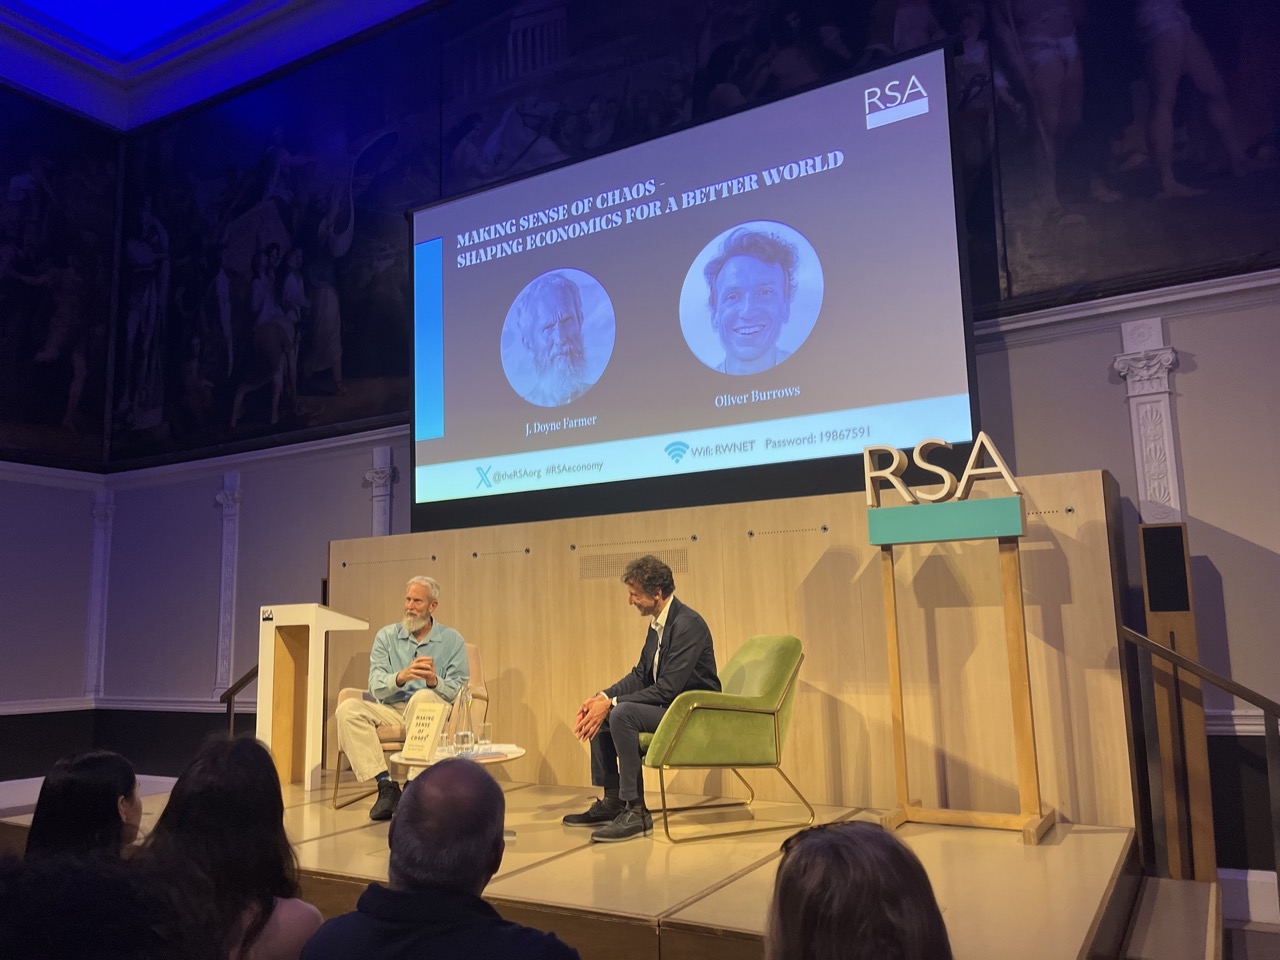 RSA
MAKING SENSE OF CHAOS -
SHAPING ECONOMICS FOR A BETTER WORLD
J. Doyne Farmer
Oliver Burrows
@theRSAorg #RSAeconomy
Wifi: RWNET Password: 19867591
RSA
RSA
MAKING
SENSE
OF
CHAOS